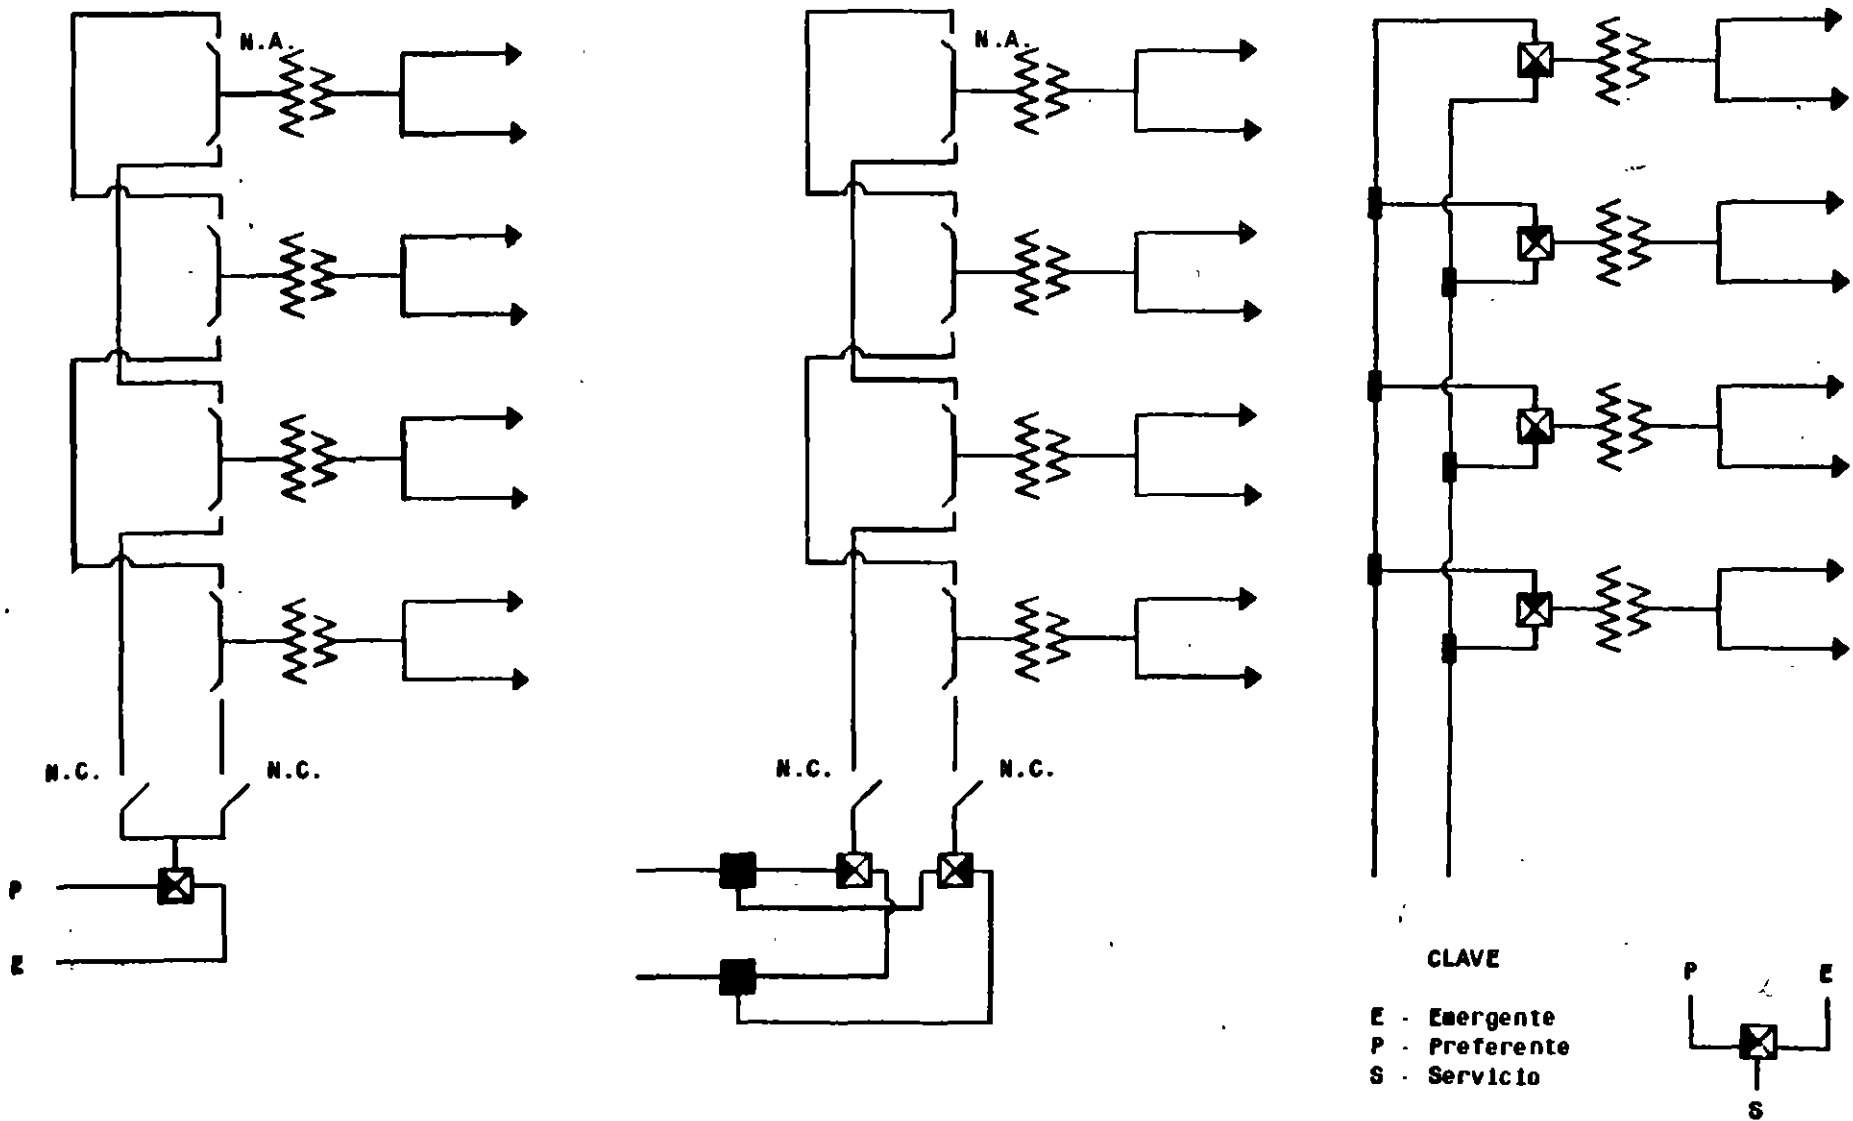 N.A.
N.A.
N.C.
N.C.
N.C.
N.C.
P
E
CLAVE
P
E
E - Emergente
P - Preferente
S - Servicio
S